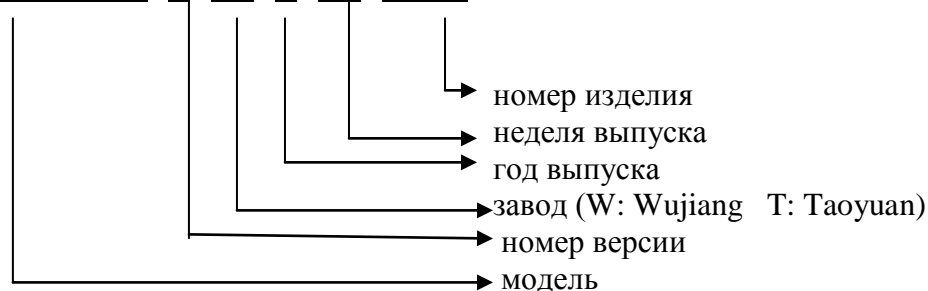 номер изделия
неделя выпуска
год выпуска
завод (W: Wujiang T: Taoyuan)
номер версии
модель